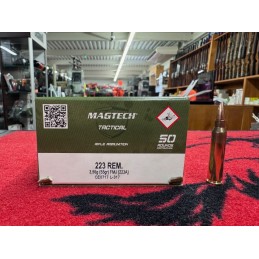 MAGTECH
TACTICAL
RIFLE AMMUNITION
50
223 REM.
3,56g (55gr) FMJ (223A)